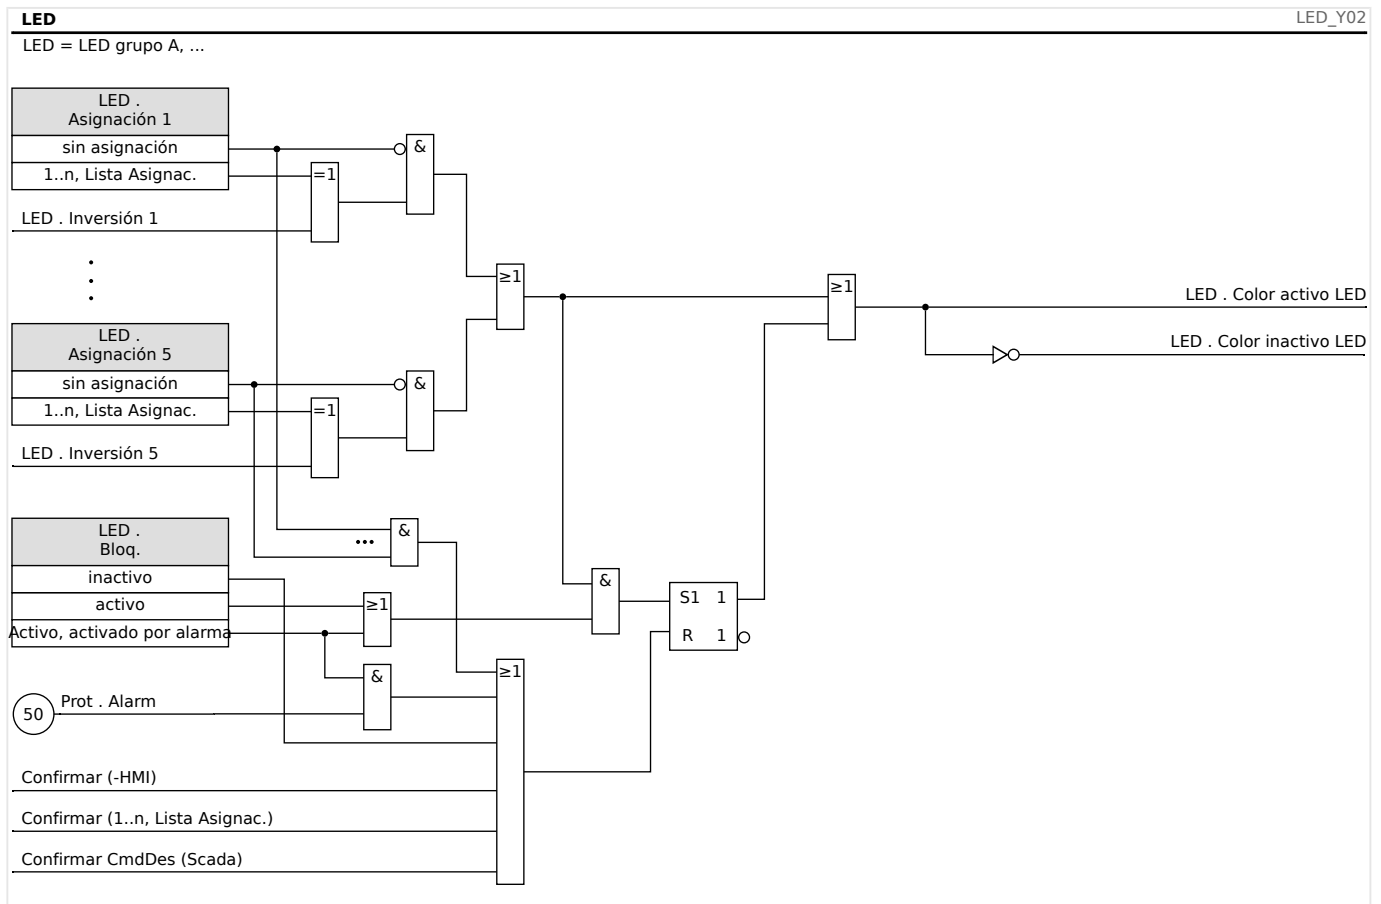 LED
LED_Y02
LED = LED grupo A, ...
LED .
Asignación 1
sin asignación
1..n, Lista Asignac.
LED . Inversión 1
=1
&
≥1
≥1
LED . Color activo LED
LED . Color inactivo LED
LED .
Asignación 5
sin asignación
1..n, Lista Asignac.
LED . Inversión 5
=1
&
LED .
Bloq.
inactivo
activo
Activo, activado por alarma
&
≥1
&
&
S1 1
R 1
50
Prot . Alarm
≥1
Confirmar (-HMI)
Confirmar (1..n, Lista Asignac.)
Confirmar CmdDes (Scada)